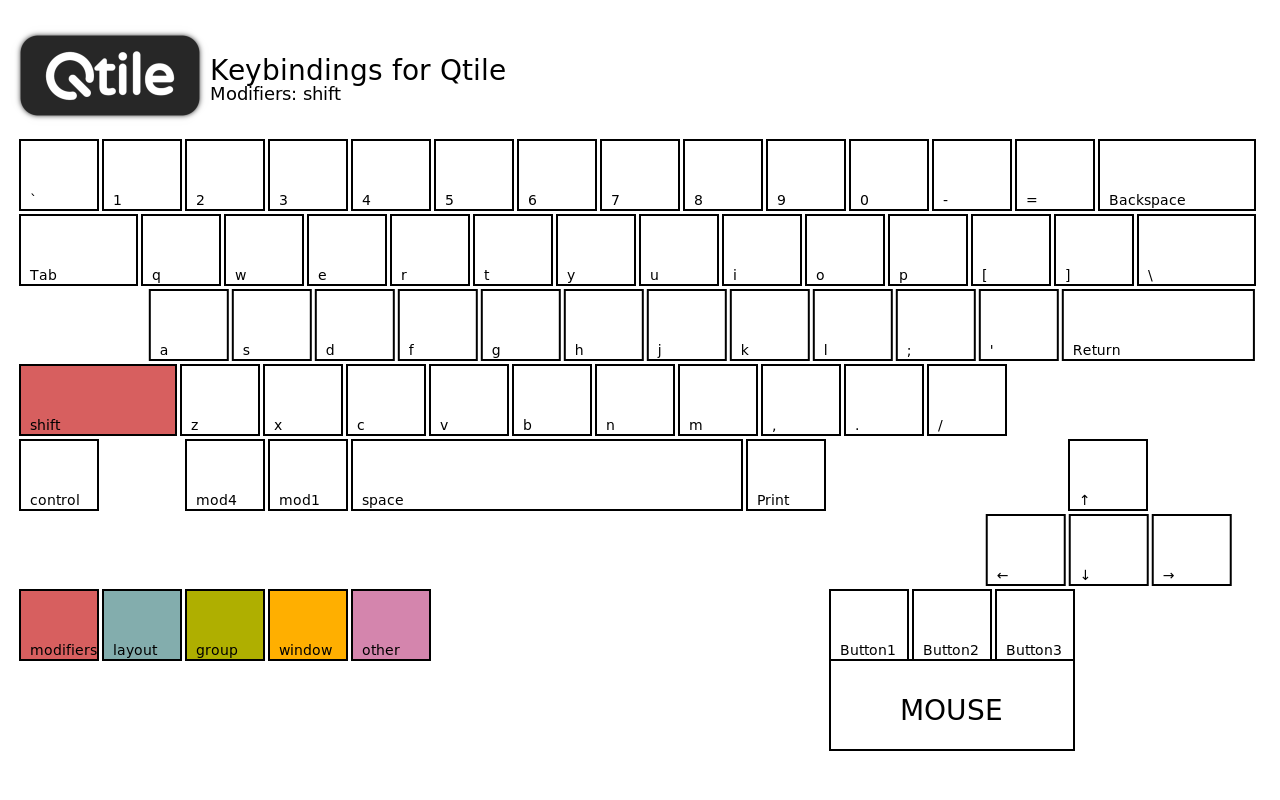 Qtile
Keybindings for Qtile
Modifiers: shift
` 1 2 3 4 5 6 7 8 9 0 - = Backspace
Tab q w e r t y u i o p [ ] \
a s d f g h j k l ; ' Return
shift z x c v b n m , . /
control mod4 mod1 space Print ↑
← ↓ →
modifiers layout group window other Button1 Button2 Button3
MOUSE